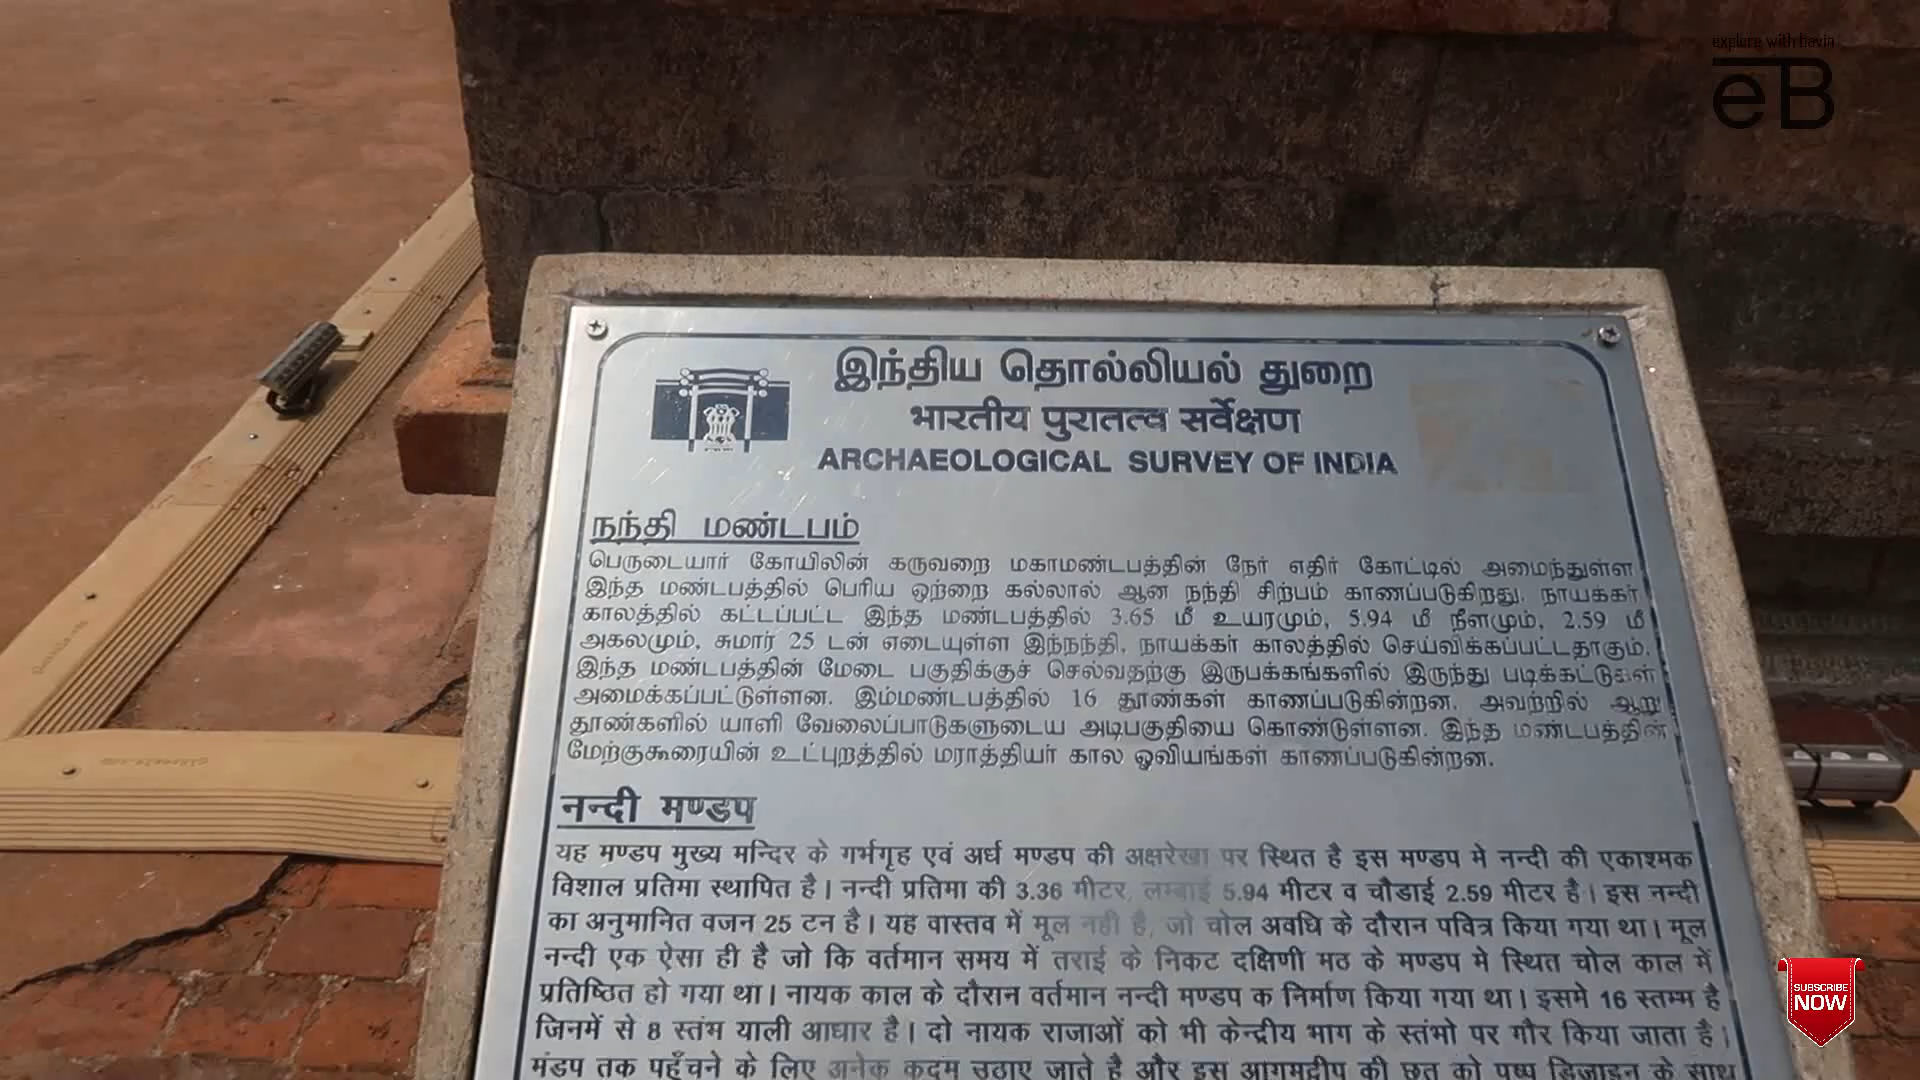 explore with bavin
eB
இந்திய தொல்லியல் துறை
भारतीय पुरातत्व सर्वेक्षण
ARCHAEOLOGICAL SURVEY OF INDIA
நந்தி மண்டபம்
பெருடையார் கோயிலின் கருவறை மகாமண்டபத்தின் நேர் எதிர் கோட்டில் அமைந்துள்ள
இந்த மண்டபத்தில் பெரிய ஒற்றை கல்லால் ஆன நந்தி சிற்பம் காணப்படுகிறது. நாயக்கர்
காலத்தில் கட்டப்பட்ட இந்த மண்டபத்தில் 3.65 மீ உயரமும், 5.94 மீ நீளமும், 2.59 மீ
அகலமும், சுமார் 25 டன் எடையுள்ள இந்நந்தி, நாயக்கர் காலத்தில் செய்விக்கப்பட்டதாகும்.
இந்த மண்டபத்தின் மேடை பகுதிக்குச் செல்வதற்கு இருபக்கங்களில் இருந்து படிக்கட்டுகள்
அமைக்கப்பட்டுள்ளன. இம்மண்டபத்தில் 16 தூண்கள் காணப்படுகின்றன. அவற்றில் ஆறு
தூண்களில் யாளி வேலைப்பாடுகளுடைய அடிபகுதியை கொண்டுள்ளன. இந்த மண்டபத்தின்
மேற்குகூரையின் உட்புறத்தில் மராத்தியர் கால ஓவியங்கள் காணப்படுகின்றன.
नन्दी मण्डप
यह मण्डप मुख्य मन्दिर के गर्भगृह एवं अर्ध मण्डप की अक्षरेखा पर स्थित है इस मण्डप मे नन्दी की एकाश्मक
विशाल प्रतिमा स्थापित है। नन्दी प्रतिमा की 3.36 मीटर, लम्बाई 5.94 मीटर व चौडाई 2.59 मीटर है। इस नन्दी
का अनुमानित वजन 25 टन है। यह वास्तव में मूल नही है, जो चोल अवधि के दौरान पवित्र किया गया था। मूल
नन्दी एक ऐसा ही है जो कि वर्तमान समय में तराई के निकट दक्षिणी मठ के मण्डप मे स्थित चोल काल में
प्रतिष्ठित हो गया था। नायक काल के दौरान वर्तमान नन्दी मण्डप क निर्माण किया गया था। इसमे 16 स्तम्म है
जिनमें से 8 स्तंम याली आधार है। दो नायक राजाओं को भी केन्द्रीय भाग के स्तंभो पर गौर किया जाता है।
मंडप तक पहुँचने के लिए अनेक कदम उठाए जाते है और इस आगमद्वीप की छत को पुष्प डिजाइन के साथ
SUBSCRIBE
NOW